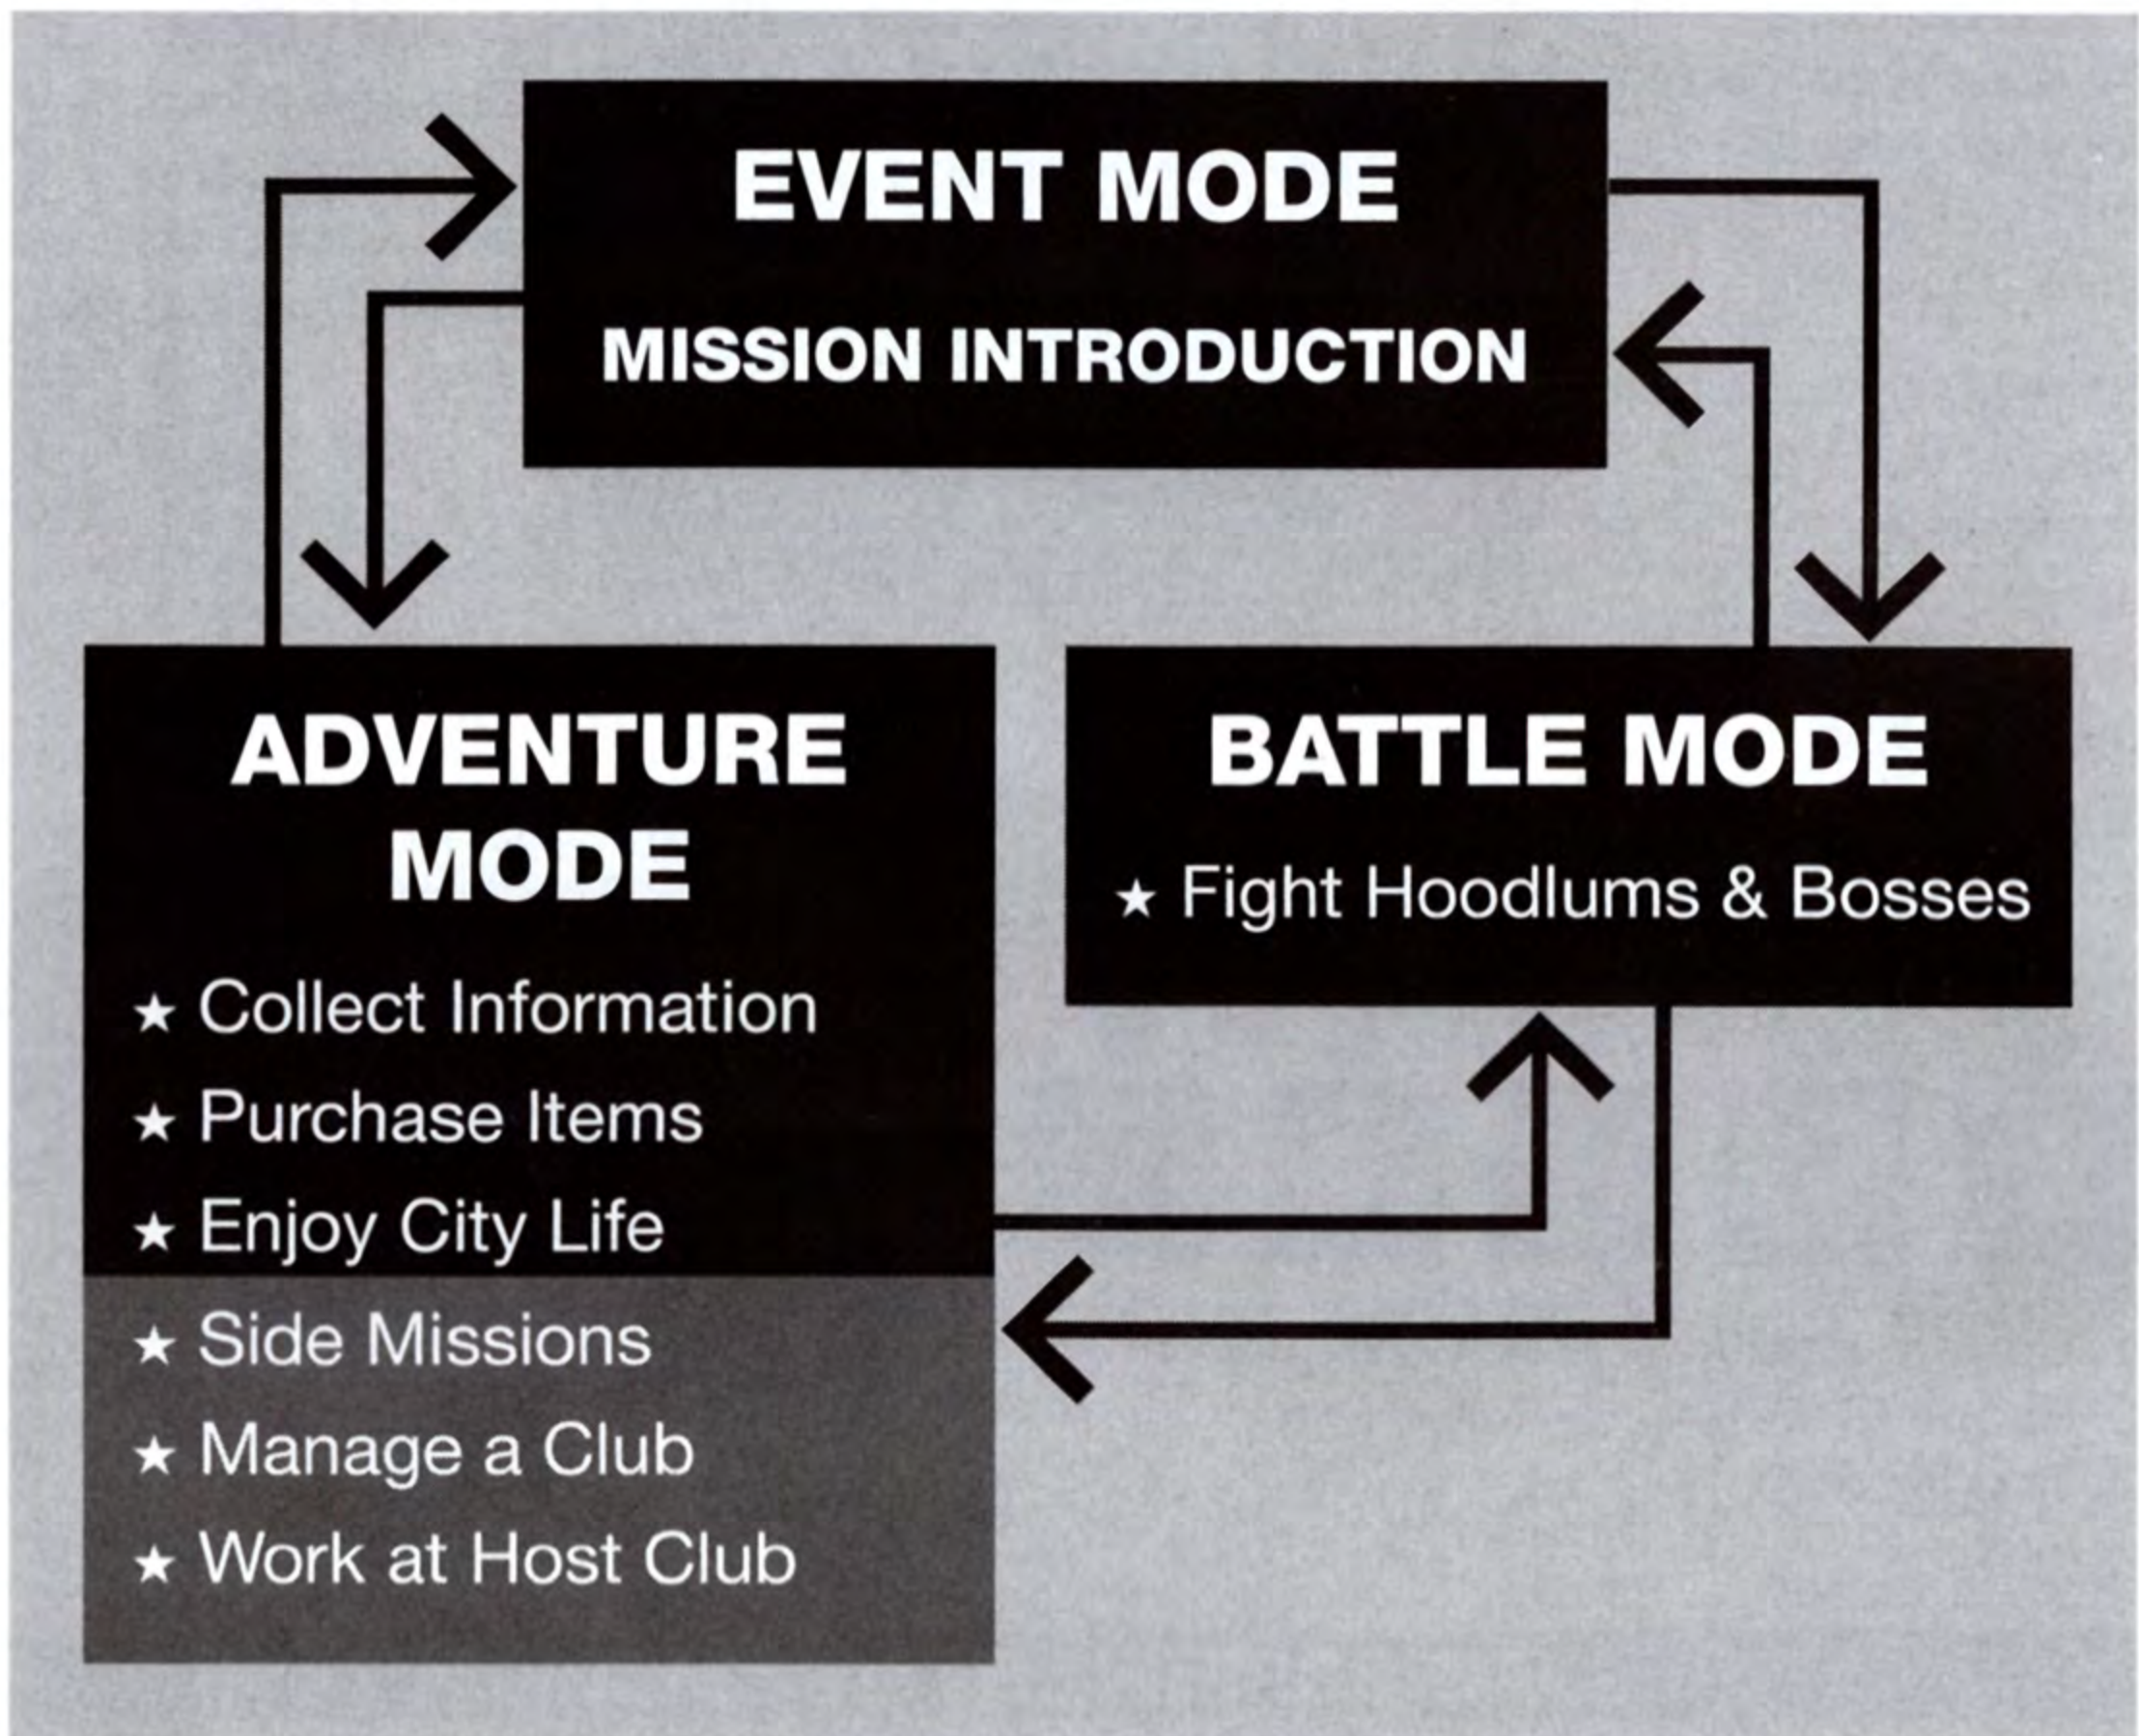 EVENT MODE
MISSION INTRODUCTION
ADVENTURE
MODE
★ Collect Information
★ Purchase Items
★ Enjoy City Life
★ Side Missions
★ Manage a Club
★ Work at Host Club
BATTLE MODE
★ Fight Hoodlums & Bosses